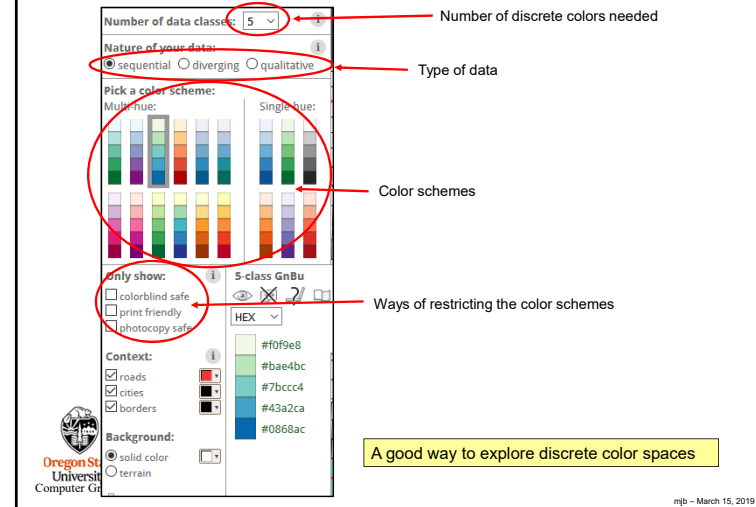 Number of data classes: 5 i
Number of discrete colors needed
Nature of your data: i
sequential diverging qualitative
Type of data
Pick a color scheme:
Multi-hue: Single-hue:
Color schemes
Only show: i
colorblind safe
print friendly
photocopy safe
5-class GnBu
HEX
Ways of restricting the color schemes
#f0f9e8
#bae4bc
#7bccc4
#43a2ca
#0868ac
Context: i
roads
cities
borders
Background:
solid color
terrain
A good way to explore discrete color spaces
Oregon St
Universit
Computer Gr
mjb – March 15, 2019